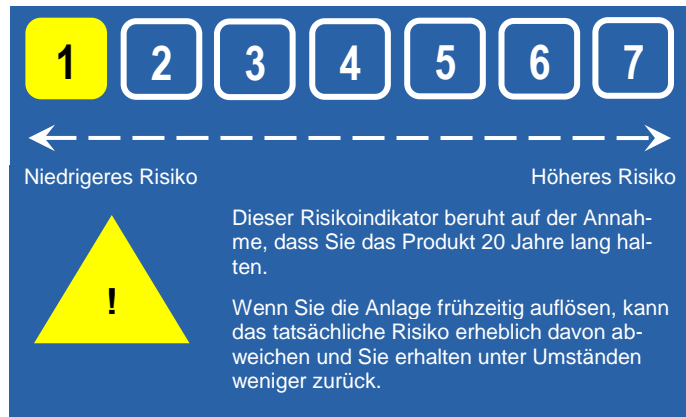 1 2 3 4 5 6 7
Niedrigeres Risiko Höheres Risiko
Dieser Risikoindikator beruht auf der Annah-
me, dass Sie das Produkt 20 Jahre lang hal-
ten.
!
Wenn Sie die Anlage frühzeitig auflösen, kann
das tatsächliche Risiko erheblich davon ab-
weichen und Sie erhalten unter Umständen
weniger zurück.